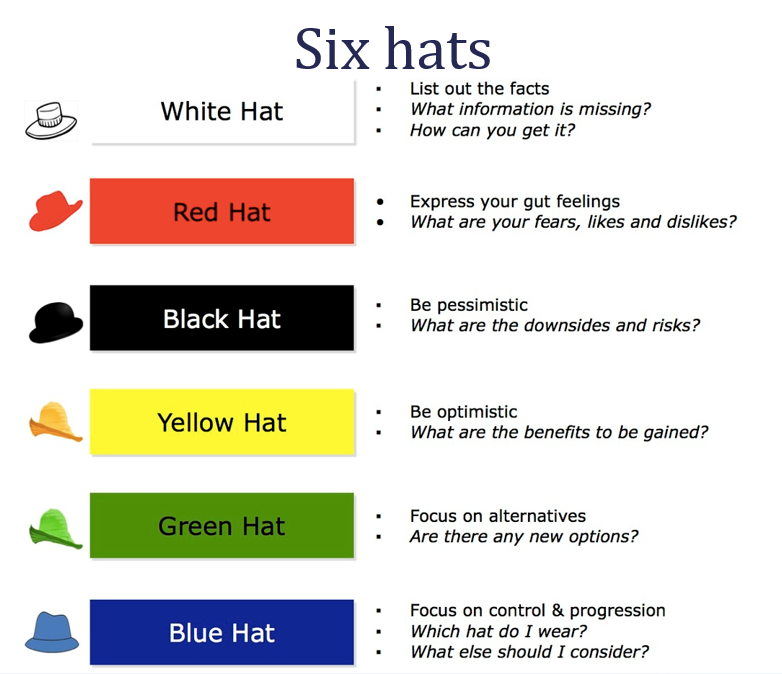 Six hats
White Hat
▪ List out the facts
▪ What information is missing?
▪ How can you get it?
Red Hat
• Express your gut feelings
• What are your fears, likes and dislikes?
Black Hat
▪ Be pessimistic
▪ What are the downsides and risks?
Yellow Hat
▪ Be optimistic
▪ What are the benefits to be gained?
Green Hat
▪ Focus on alternatives
▪ Are there any new options?
Blue Hat
▪ Focus on control & progression
▪ Which hat do I wear?
▪ What else should I consider?